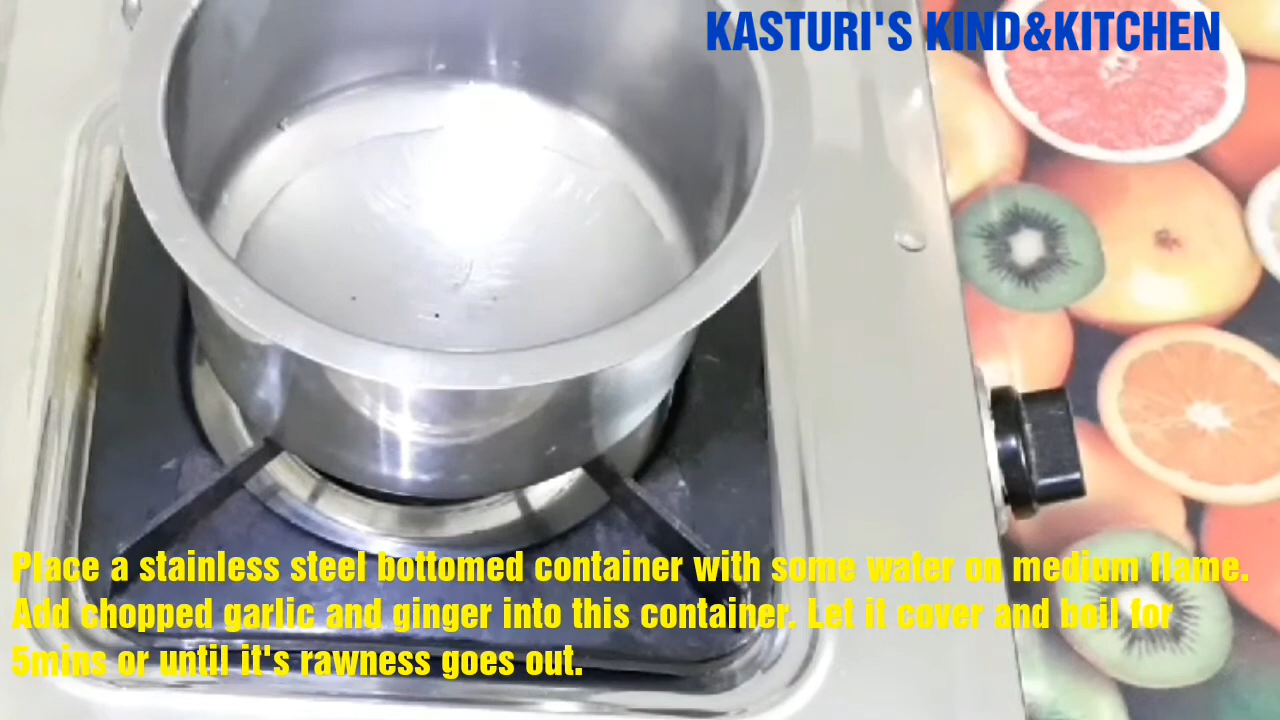 KASTURI'S KIND&KITCHEN
Place a stainless steel bottomed container with some water on medium flame.
Add chopped garlic and ginger into this container. Let it cover and boil for
5mins or until it's rawness goes out.